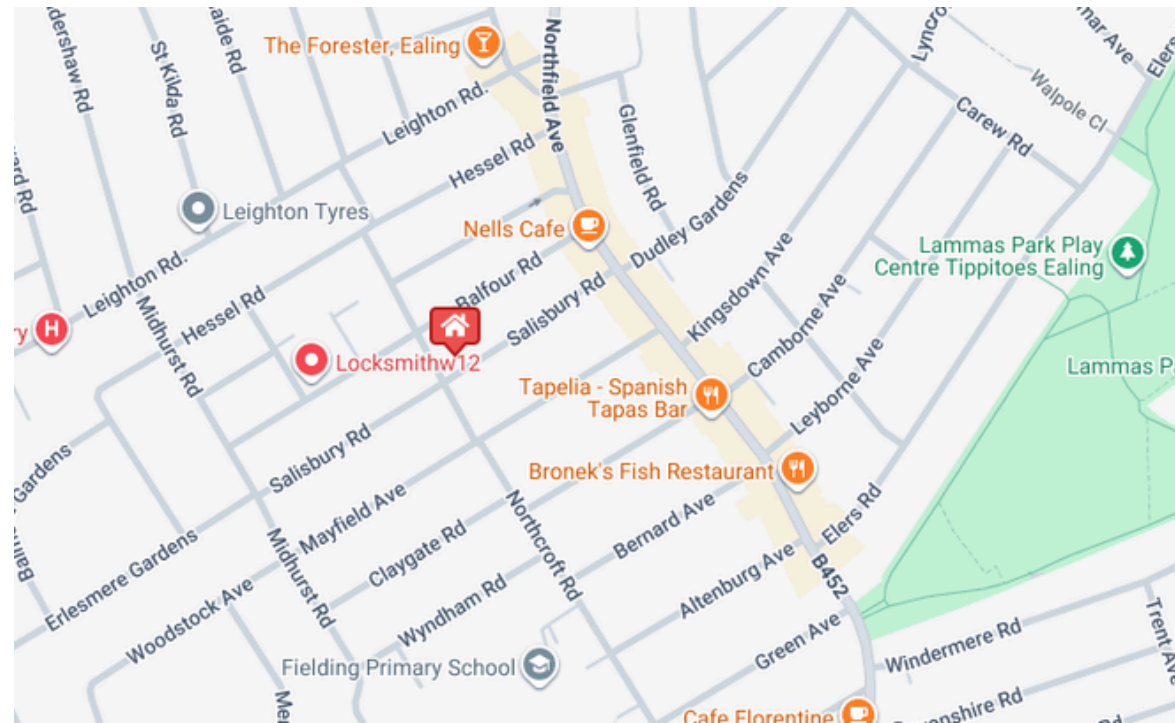 The Forester, Ealing
Northfield Ave
Leighton Rd.
Hessel Rd
Glenfield Rd
Carew Rd
Walpole Cl
St Kilda Rd
Leighton Tyres
Nells Cafe
Dudley Gardens
Lammas Park Play
Centre Tippitoes Ealing
Leighton Rd.
Hessel Rd
Midhurst Rd
Balfour Rd
Salisbury Rd
Kingsdown Ave
Camborne Ave
Leyborne Ave
Locksmithw12
Tapelia - Spanish
Tapas Bar
Lammas P
Bronek's Fish Restaurant
Salisbury Rd
Mayfield Ave
Claygate Rd
Northcroft Rd
Bernard Ave
Elers Rd
Altenburg Ave
B452
Erlesmere Gardens
Midhurst Rd
Woodstock Ave
Wyndham Rd
Fielding Primary School
Green Ave
Windermere Rd
Trent Ave
Cafe Florentine